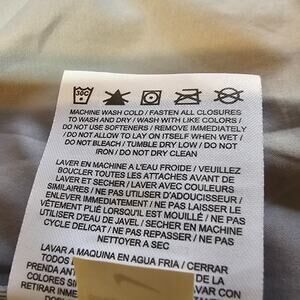 30C
MACHINE WASH COLD / FASTEN ALL CLOSURES
TO WASH AND DRY / WASH WITH LIKE COLORS /
DO NOT USE SOFTENERS / REMOVE IMMEDIATELY
/ DO NOT ALLOW TO LAY ON ITSELF WHEN WET /
DO NOT BLEACH / TUMBLE DRY LOW / DO NOT
IRON / DO NOT DRY CLEAN
LAVER EN MACHINE A L'EAU FROIDE / VEUILLEZ
BOUCLER TOUTES LES ATTACHES AVANT DE
LAVER ET SECHER / LAVER AVEC COULEURS
SIMILAIRES / NE PAS UTILISER D'ADOUCISSEUR /
ENLEVER IMMEDIATEMENT / NE PAS LAISSER LE
VÊTEMENT PLIÉ LORSQU'IL EST MOUILLÉ / NE PAS
UTILISER D'EAU DE JAVEL / SECHER EN MACHINE
CYCLE DELICAT / NE PAS REPASSER / NE PAS
NETTOYER A SEC
LAVAR A MAQUINA EN AGUA FRIA / CERRAR
TODOS
PRENDA AN
COLORES
RETIRAR INME